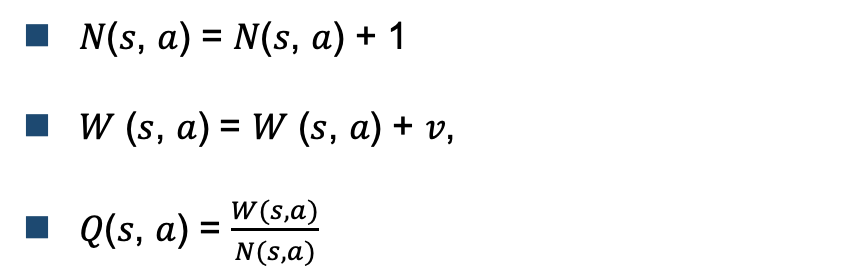 N(s, a) = N(s, a) + 1
W (s, a) = W (s, a) + v,
Q(s, a) = W(s,a) / N(s,a)